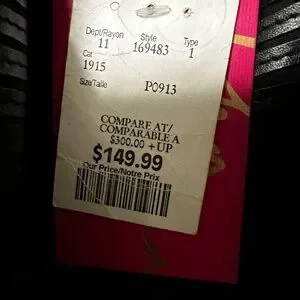 Dept/Rayon Style Type
11 169483 1
Cat
1915
Size/Taille P0913
COMPARE AT/
COMPARABLE A
$300.00 + UP
$149.99
Our Price/Notre Prix